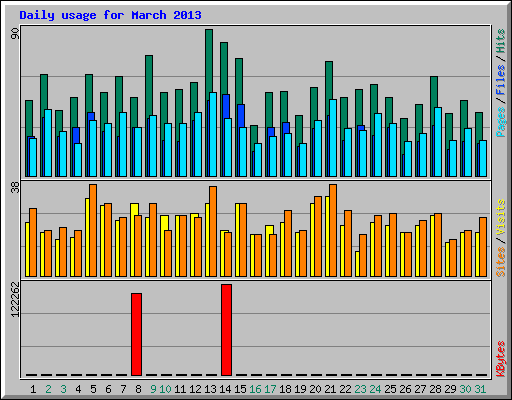 Daily usage for March 2013
90
Pages / Files / Hits
38
Sites / Visits
122262
KBytes
1 2 3 4 5 6 7 8 9 10 11 12 13 14 15 16 17 18 19 20 21 22 23 24 25 26 27 28 29 30 31